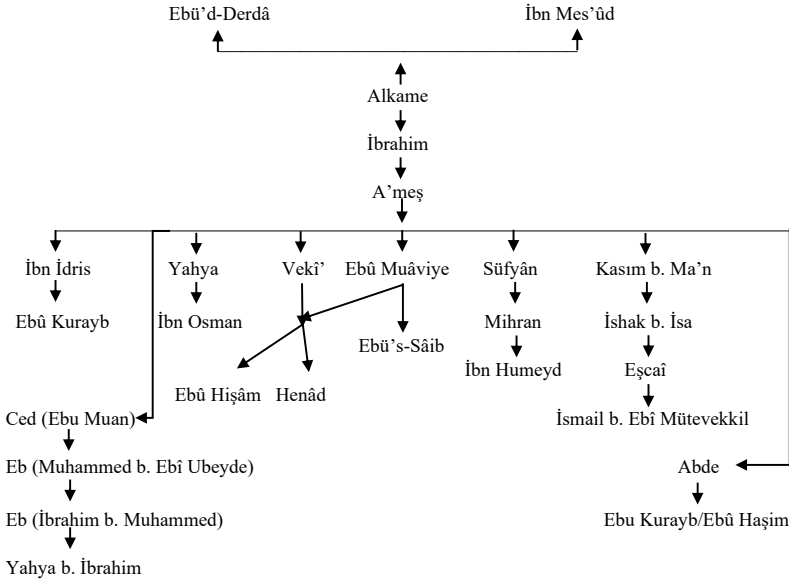 Ebü’d-Derdâ İbn Mes’ûd
Alkame
İbrahim
A’meş
İbn İdris Yahya Vekî’ Ebû Muâviye Süfyân Kasım b. Ma’n
Ebû Kurayb İbn Osman Mihran İshak b. İsa
Ebü’s-Sâib
İbn Humeyd Eşcaî
Ebû Hişâm Henâd
Ced (Ebu Muan) İsmail b. Ebî Mütevekkil
Eb (Muhammed b. Ebî Ubeyde) Abde
Eb (İbrahim b. Muhammed) Ebu Kurayb/Ebû Haşim
Yahya b. İbrahim